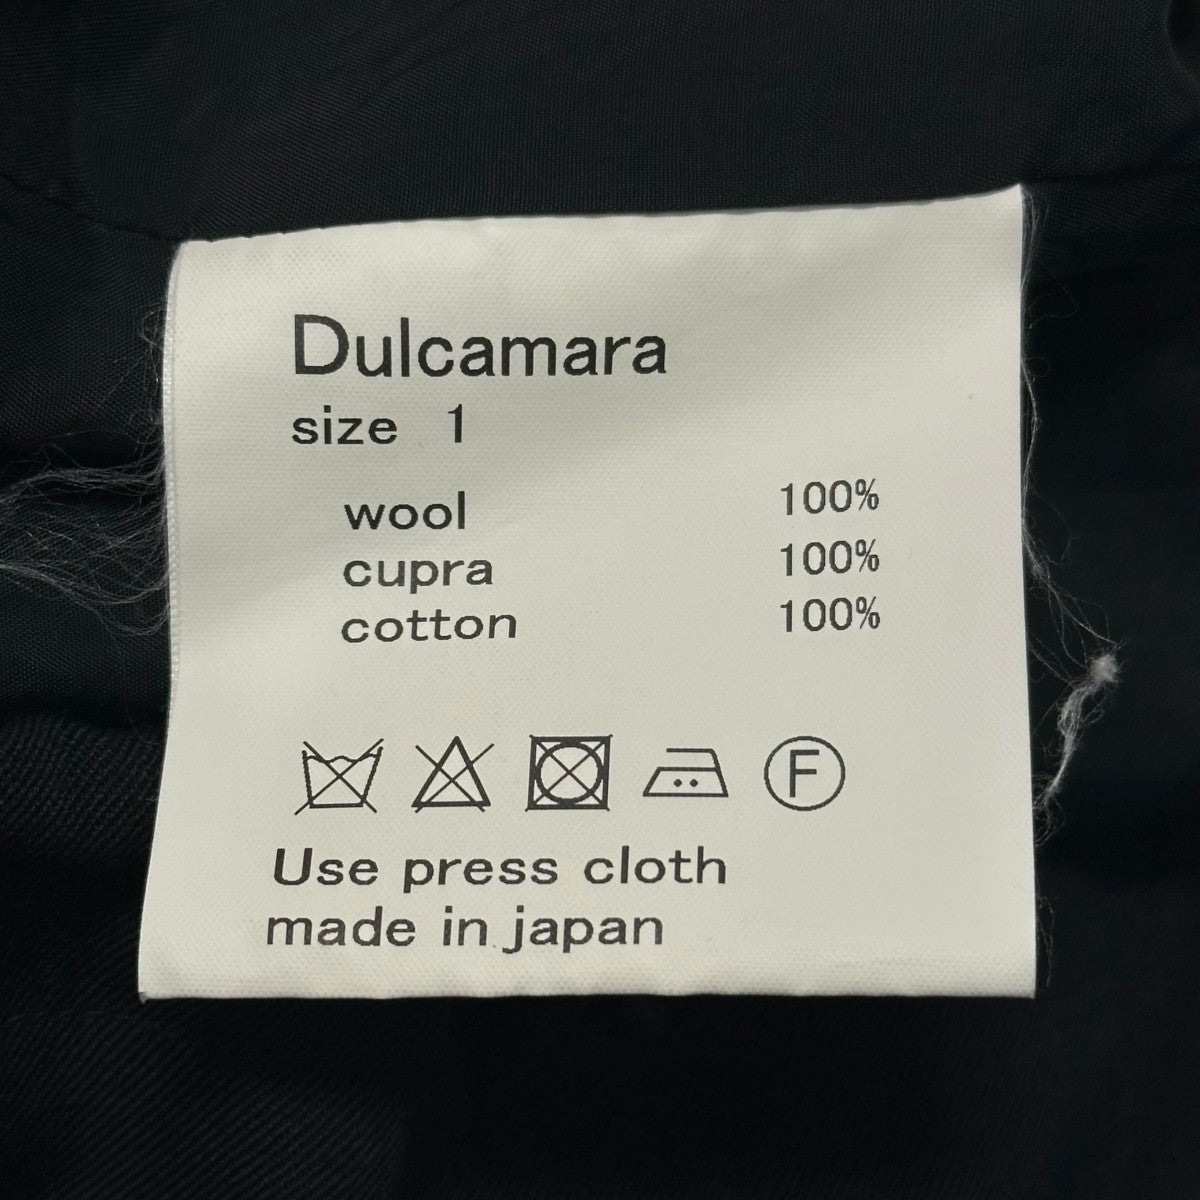 Dulcamara
size 1
wool 100%
cupra 100%
cotton 100%
F
Use press cloth
made in japan